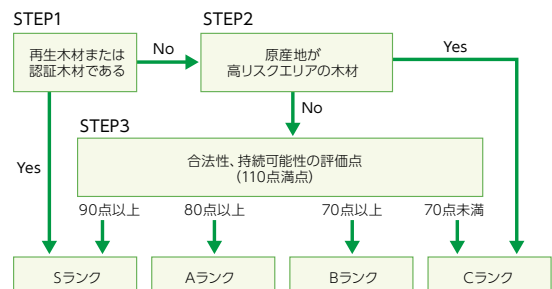 STEP1
STEP2
再生木材または
認証木材である
No
原産地が
高リスクエリアの木材
Yes
No
STEP3
Yes
合法性、持続可能性の評価点
(110点満点)
90点以上
80点以上
70点以上
70点未満
Sランク
Aランク
Bランク
Cランク